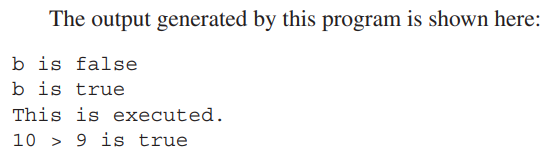 The output generated by this program is shown here:
b is false
b is true
This is executed.
10 > 9 is true